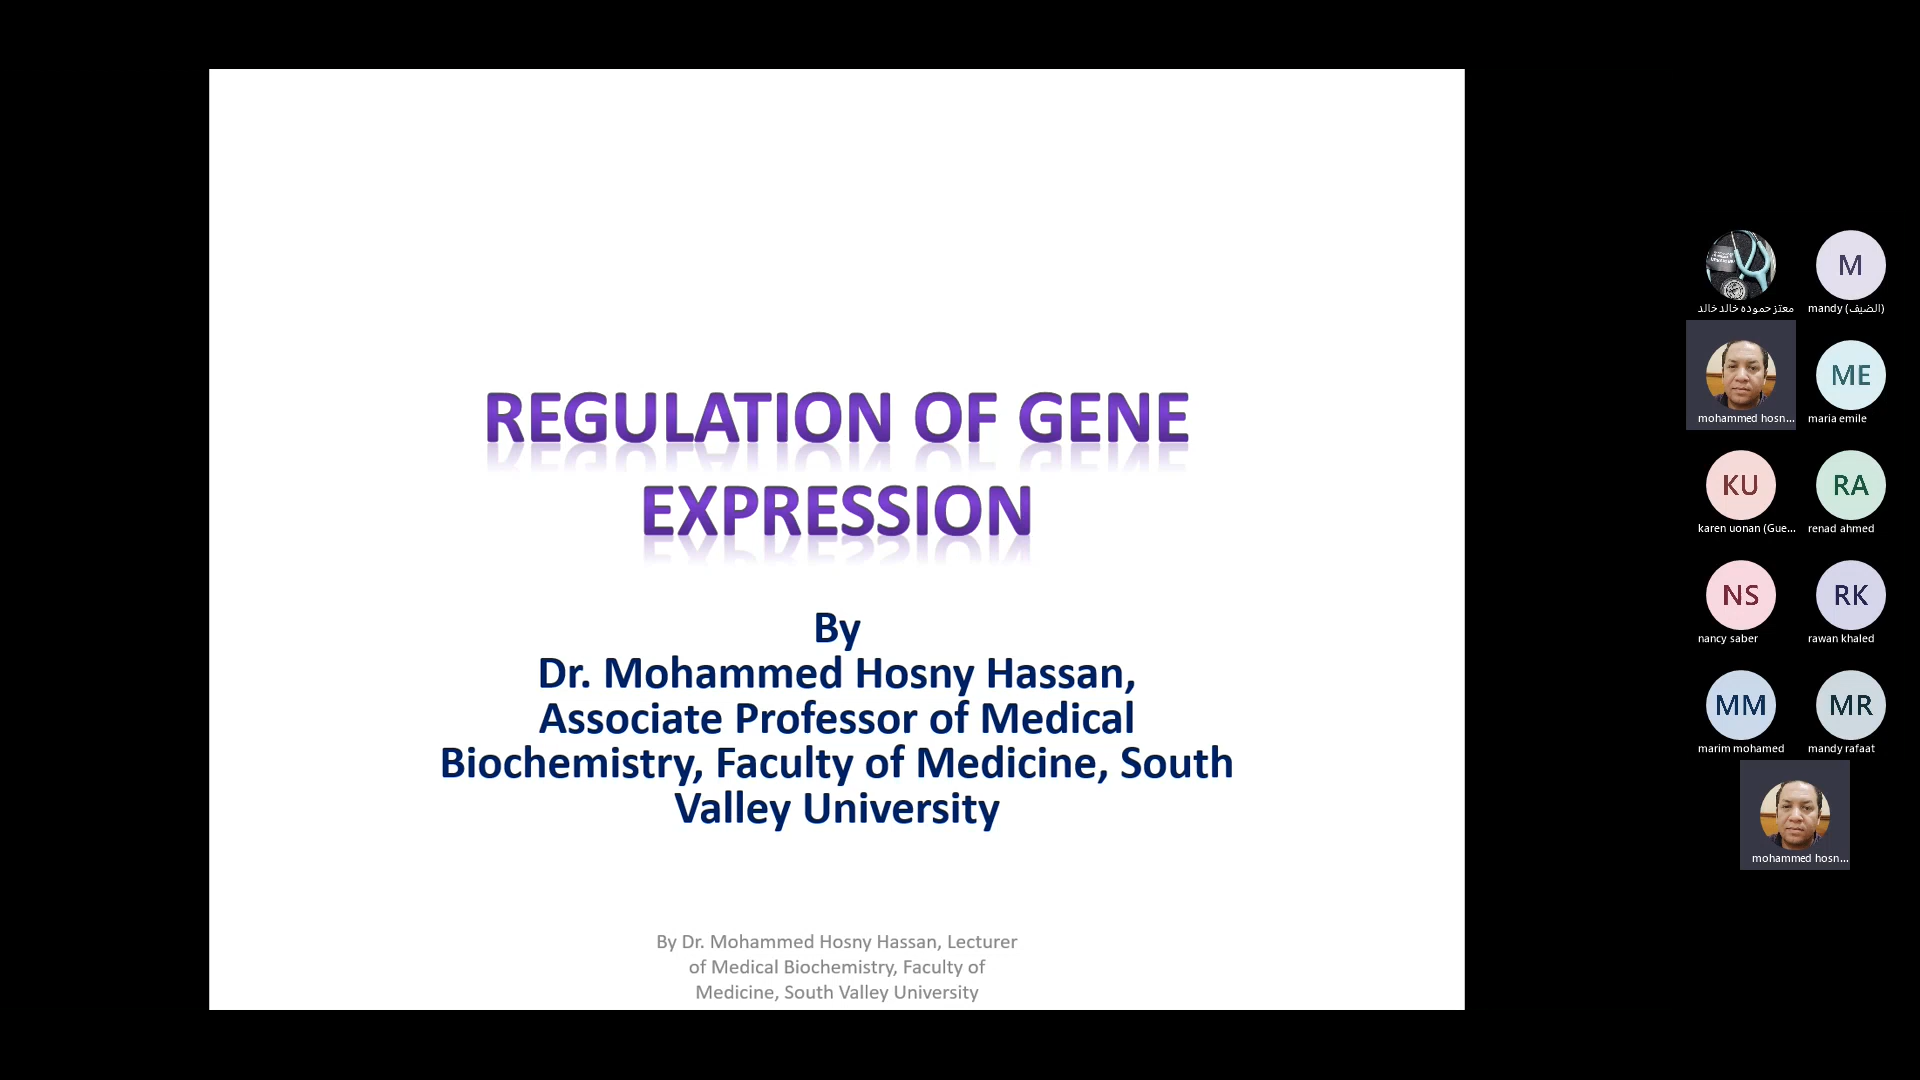 REGULATION OF GENE
EXPRESSION
By
Dr. Mohammed Hosny Hassan,
Associate Professor of Medical
Biochemistry, Faculty of Medicine, South
Valley University
By Dr. Mohammed Hosny Hassan, Lecturer
of Medical Biochemistry, Faculty of
Medicine, South Valley University
معتز حموده خالد خالد
M
mandy (الضيف)
mohammed hosn...
ME
maria emile
KU
karen uonan (Gue...
RA
renad ahmed
NS
nancy saber
RK
rawan khaled
MM
marim mohamed
MR
mandy rafaat
mohammed hosn...